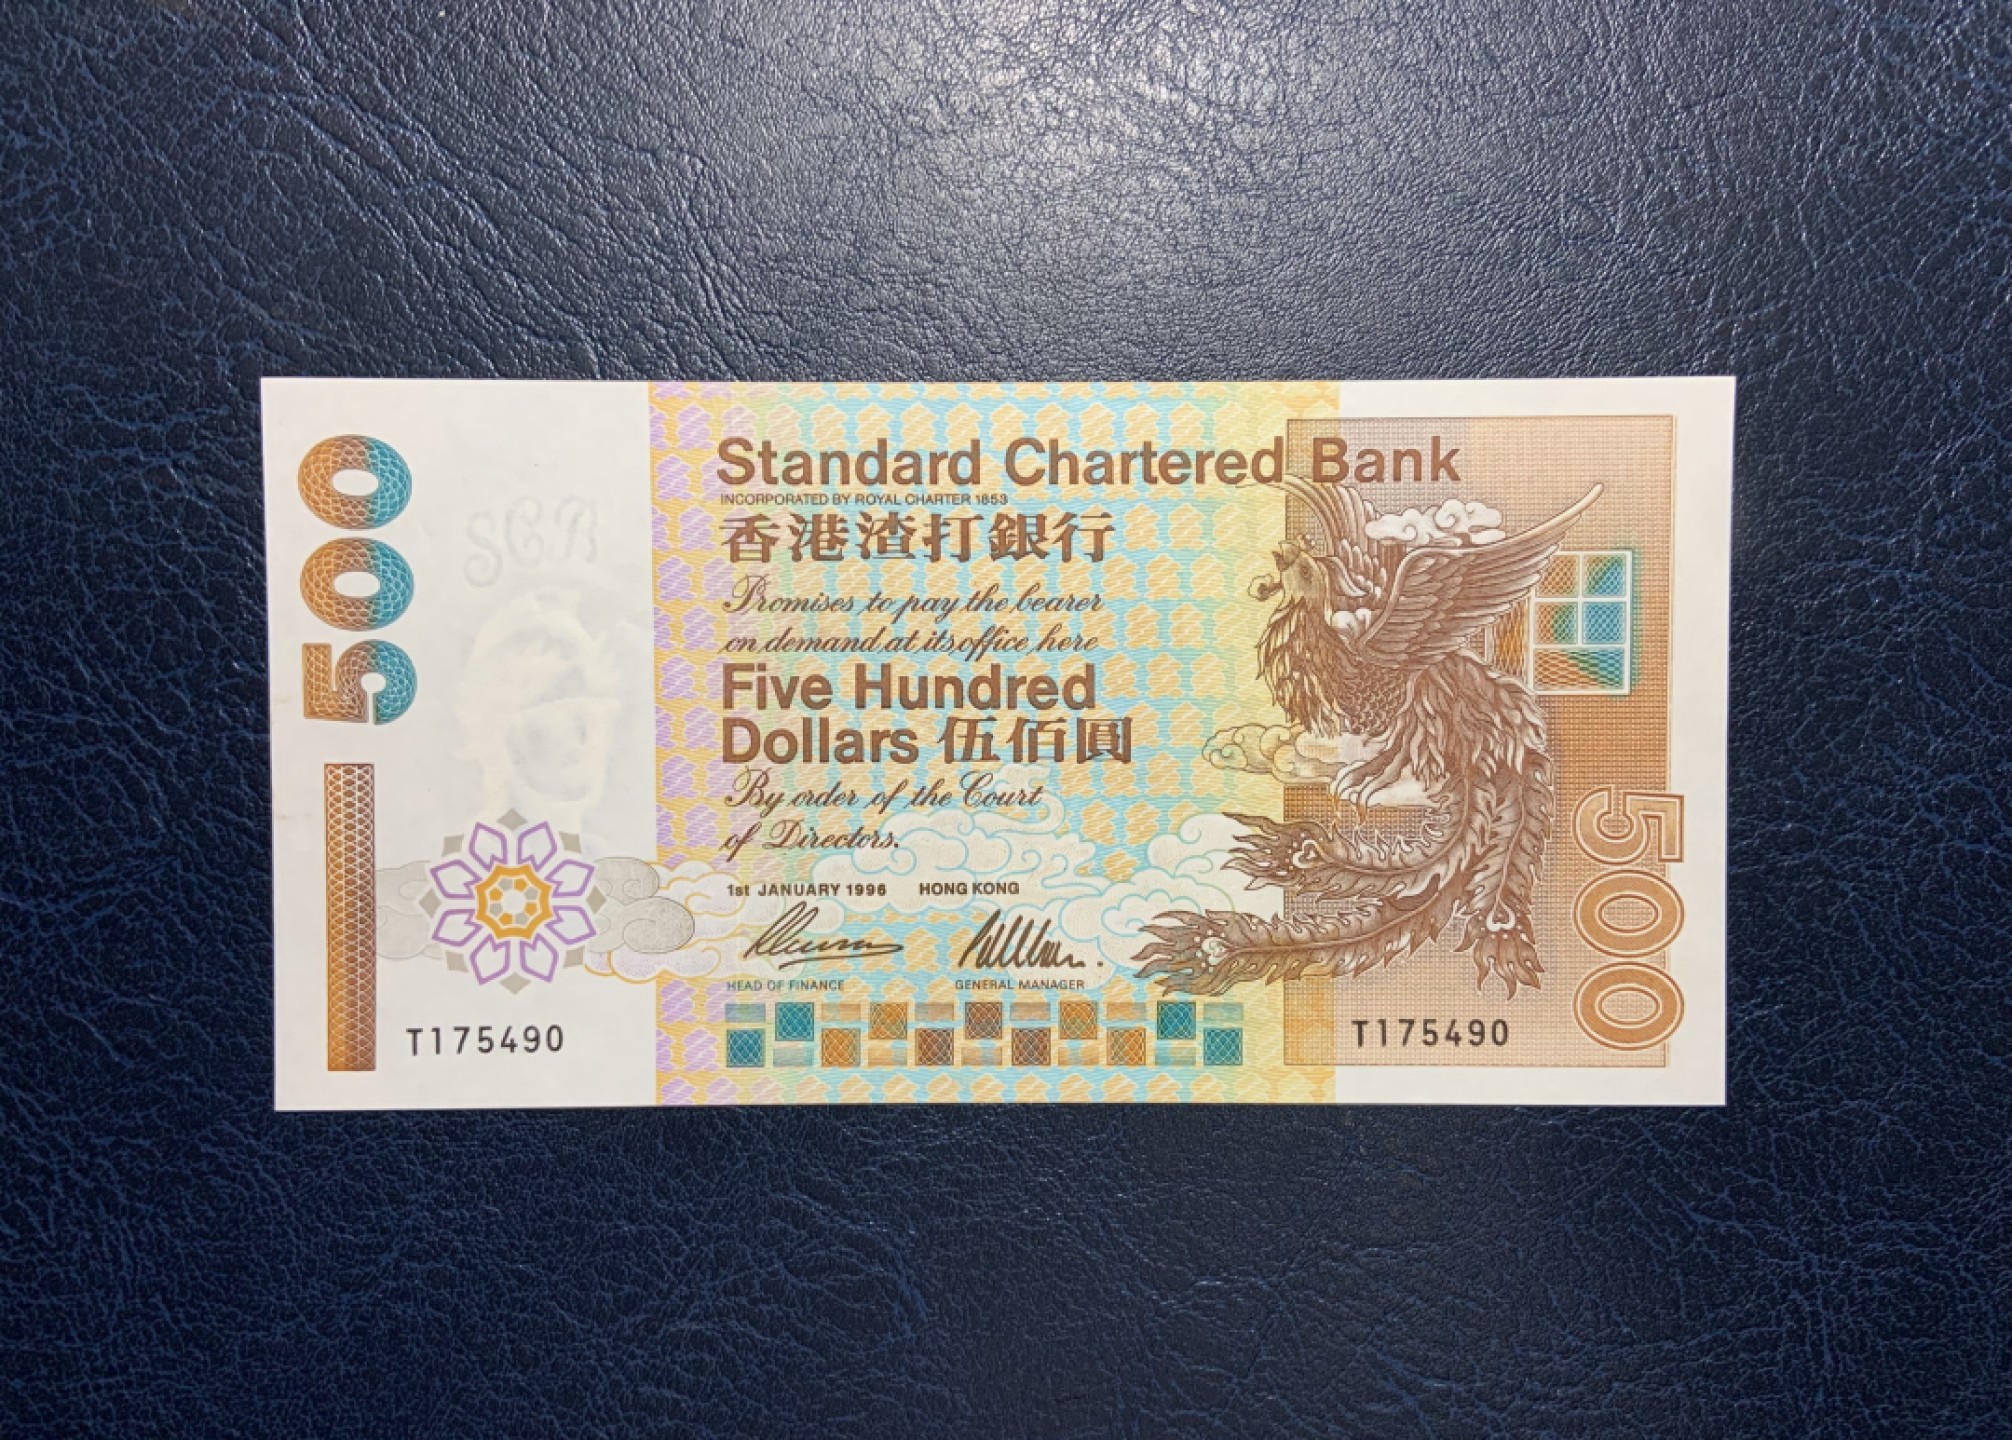 500
SCB
Standard Chartered Bank
INCORPORATED BY ROYAL CHARTER 1853
香港渣打銀行
Promises to pay the bearer
on demand at its office here
Five Hundred
Dollars 伍佰圓
By order of the Court
of Directors.
1st JANUARY 1996 HONG KONG
HEAD OF FINANCE GENERAL MANAGER
T175490 T175490
500